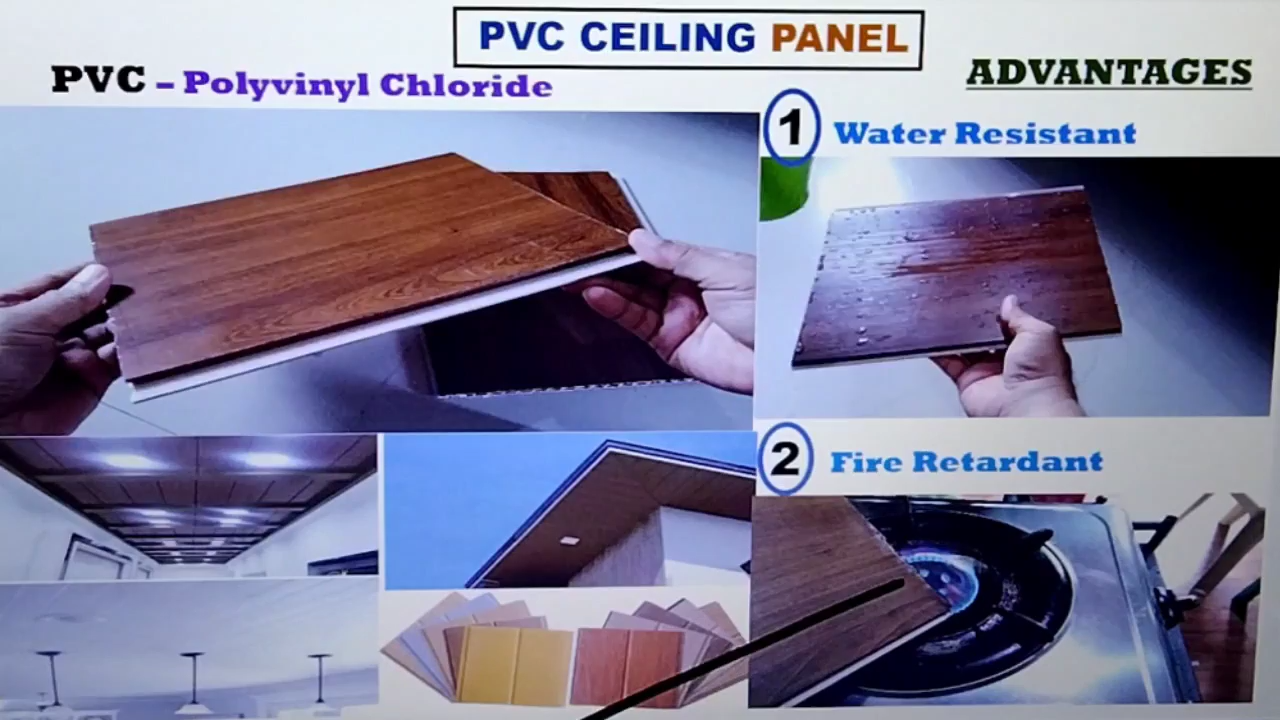 PVC CEILING PANEL
PVC – Polyvinyl Chloride
ADVANTAGES
1 Water Resistant
2 Fire Retardant